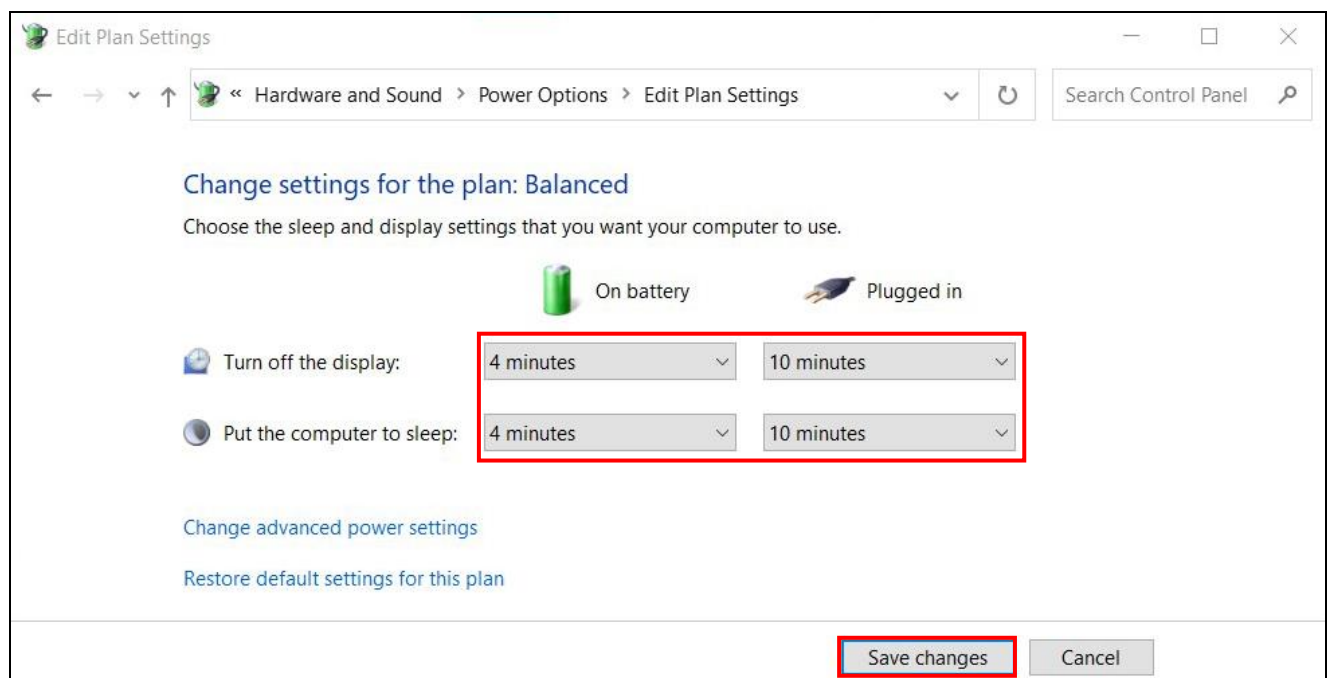 Edit Plan Settings
« Hardware and Sound > Power Options > Edit Plan Settings
Search Control Panel
Change settings for the plan: Balanced
Choose the sleep and display settings that you want your computer to use.
On battery Plugged in
Turn off the display: 4 minutes 10 minutes
Put the computer to sleep: 4 minutes 10 minutes
Change advanced power settings
Restore default settings for this plan
Save changes Cancel